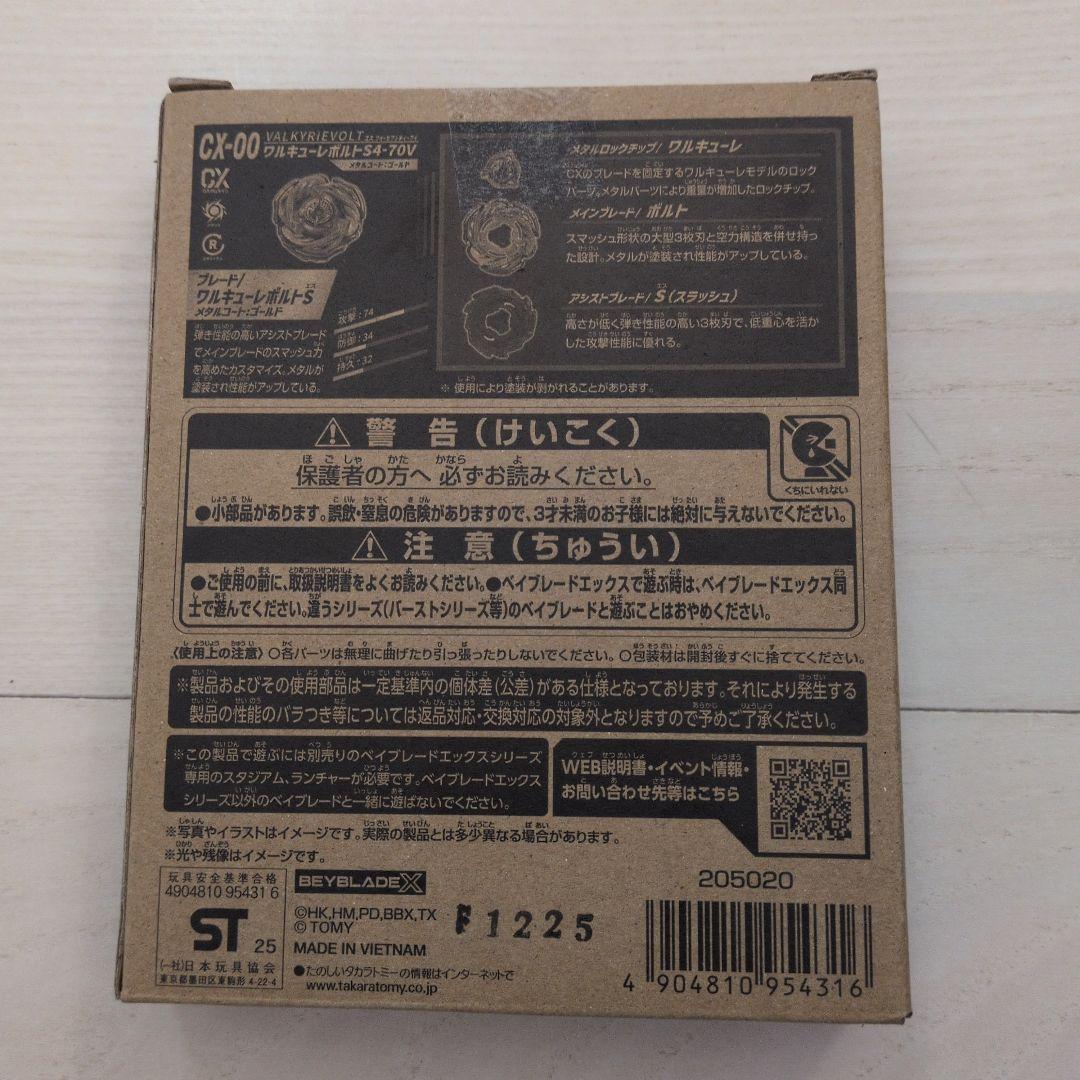 CX-00
VALKYRIEVOLT
ワルキューレボルトS4-70V
メタルコート:ゴールド
CX
R
ブレード/
ワルキューレボルトS
メタルコート:ゴールド
弾き性能の高いアシストブレード
でメインブレードのスマッシュ力
を高めたカスタマイズ。メタルが
塗装され性能がアップしている。
攻撃:74
防御:34
持久:32
メタルロックチップ/ ワルキューレ
CXのブレードを固定するワルキューレモデルのロック
パーツ。メタルパーツにより重量が増加したロックチップ。
メインブレード/ ボルト
スマッシュ形状の大型3枚刃と空力構造を併せ持っ
た設計。メタルが塗装され性能がアップしている。
アシストブレード/ S(スラッシュ)
高さが低く弾き性能の高い3枚刃で、低重心を活か
した攻撃性能に優れる。
※ 使用により塗装が剥がれることがあります。
⚠ 警 告(けいこく)
保護者の方へ 必ずお読みください。
くちにいれない
●小部品があります。誤飲・窒息の危険がありますので、3才未満のお子様には絶対に与えないでください。
⚠ 注 意(ちゅうい)
●ご使用の前に、取扱説明書をよくお読みください。●ベイブレードエックスで遊ぶ時は、ベイブレードエックス同
士で遊んでください。違うシリーズ(バーストシリーズ等)のベイブレードと遊ぶことはおやめください。
〈使用上の注意〉○各パーツは無理に曲げたり引っ張ったりしないでください。○包装材は開封後すぐに捨ててください。
※製品およびその使用部品は一定基準内の個体差(公差)がある仕様となっております。それにより発生する
製品の性能のバラつき等については返品対応・交換対応の対象外となりますので予めご了承ください。
※この製品で遊ぶには別売りのベイブレードエックスシリーズ
専用のスタジアム、ランチャーが必要です。ベイブレードエックス
シリーズ以外のベイブレードと一緒に遊ばないでください。
WEB説明書・イベント情報・
お問い合わせ先等はこちら
※写真やイラストはイメージです。実際の製品とは多少異なる場合があります。
※光や残像はイメージです。
玩具安全基準合格
4904810 95431 6
ST 25
(一社)日本玩具協会
東京都墨田区東駒形 4-22-4
BEYBLADE X
©HK,HM,PD,BBX,TX
© TOMY
MADE IN VIETNAM
●たのしいタカラトミーの情報はインターネットで
www.takaratomy.co.jp
F1225
205020
4 904810 954316